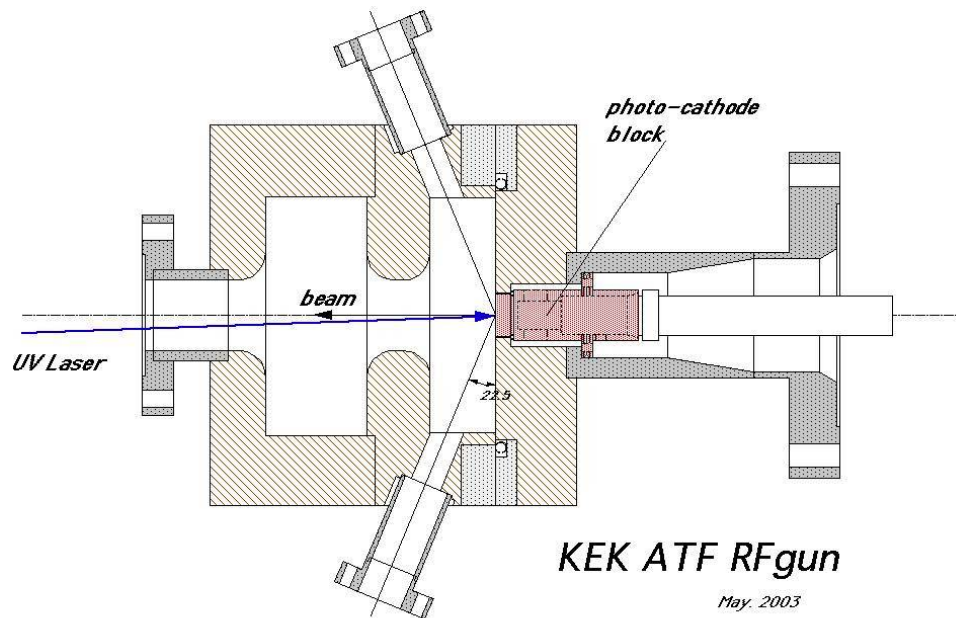 photo-cathode
block
beam
UV Laser
22.5
KEK ATF RFgun
May. 2003